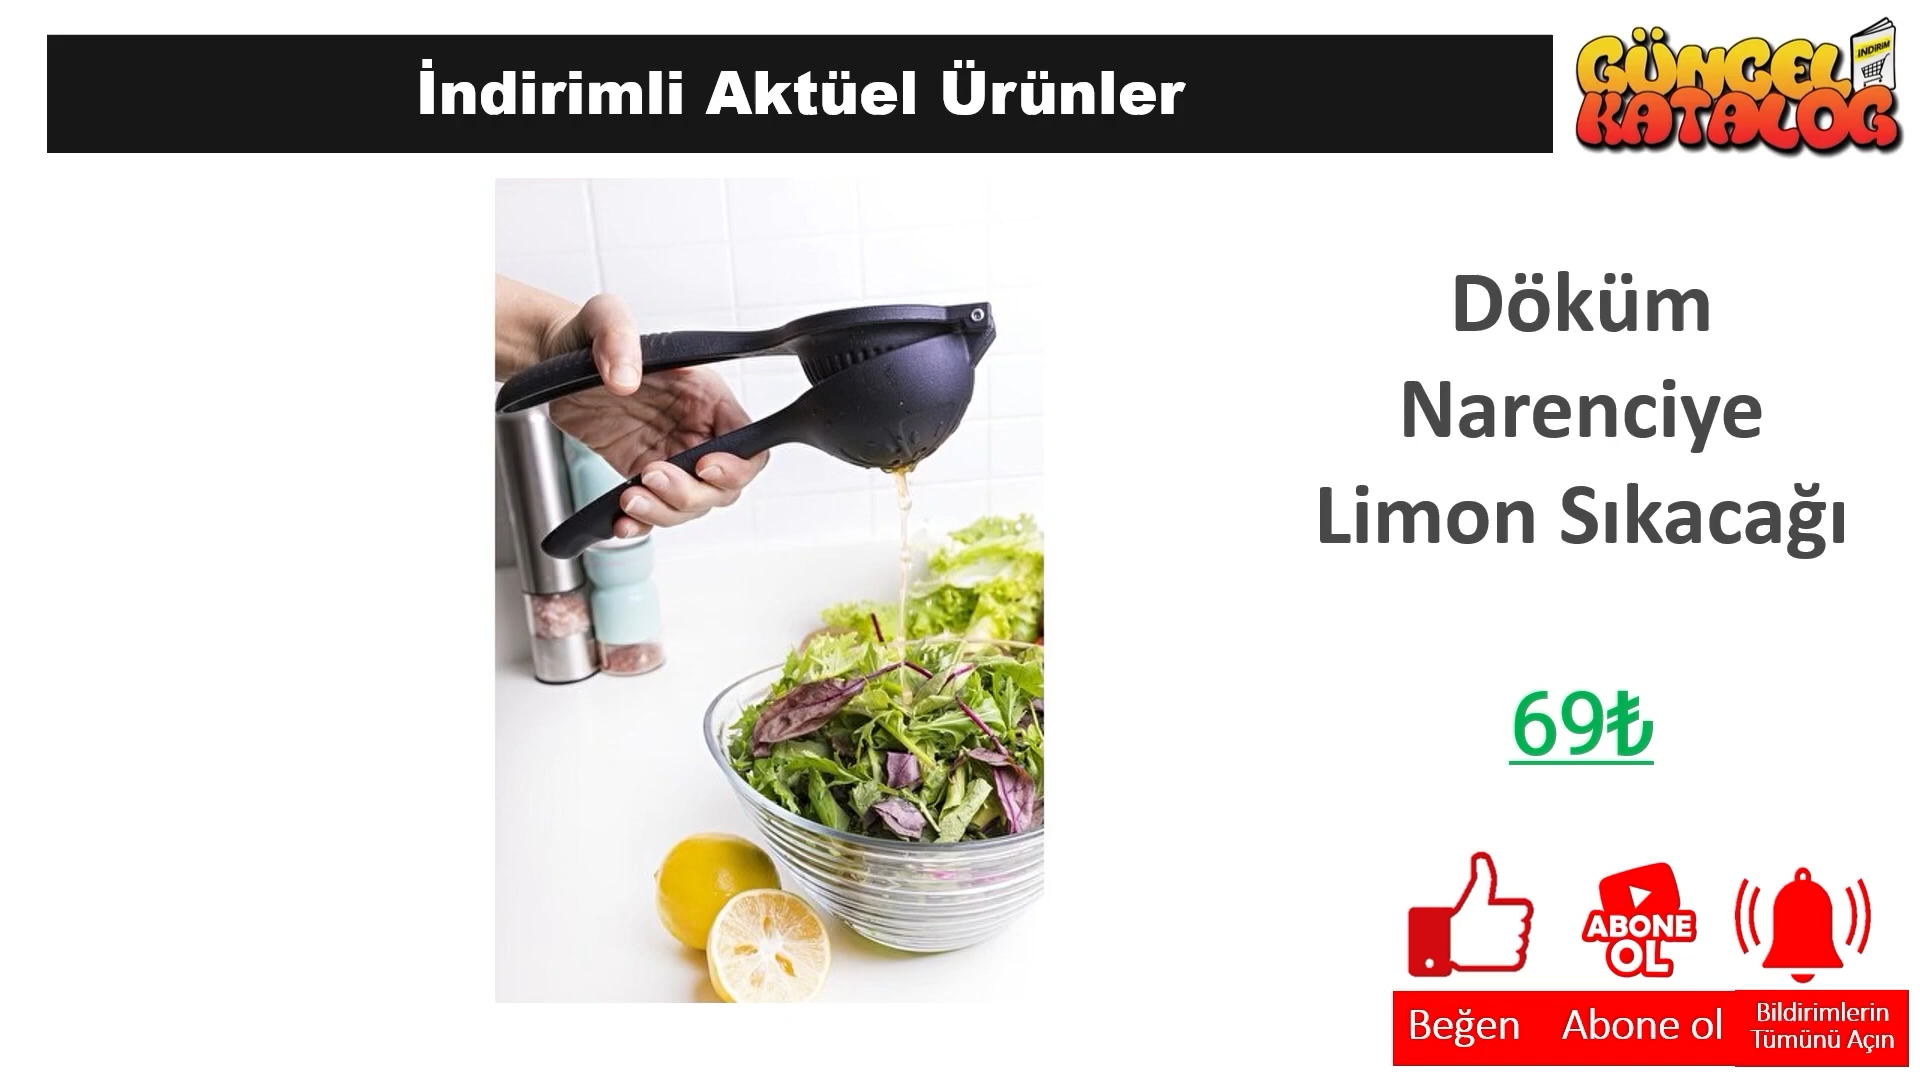 İndirimli Aktüel Ürünler
GÜNCEL
İNDİRİM
KATALOG
Döküm
Narenciye
Limon Sıkacağı
69₺
ABONE
OL
Beğen
Abone ol
Bildirimlerin
Tümünü Açın